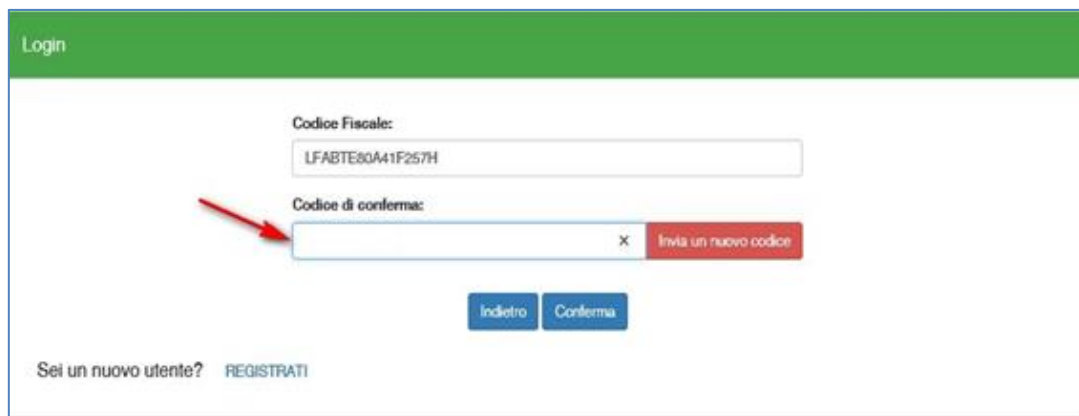 Login
Codice Fiscale:
LFABTE80A41F257H
Codice di conferma:
× Invia un nuovo codice
Indietro Conferma
Sei un nuovo utente? REGISTRATI